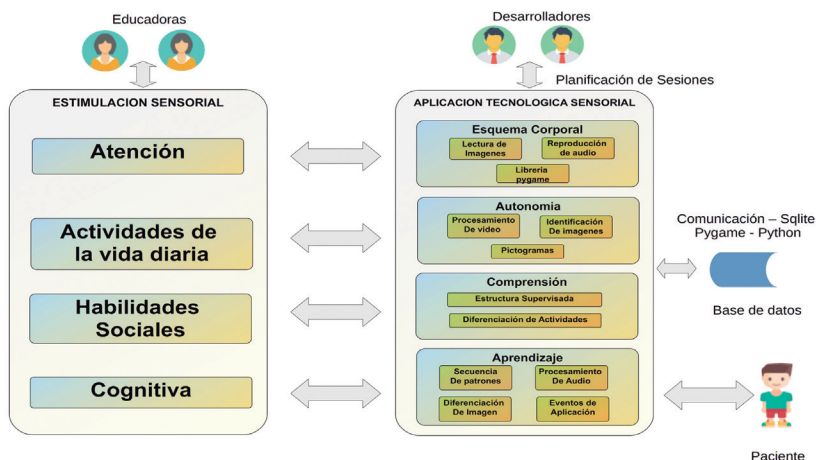 Educadoras
Desarrolladores
Planificación de Sesiones
ESTIMULACION SENSORIAL
Atención
Actividades de
la vida diaria
Habilidades
Sociales
Cognitiva
APLICACION TECNOLOGICA SENSORIAL
Esquema Corporal
Lectura de
Imagenes
Reproducción
de audio
Libreria
pygame
Autonomia
Procesamiento
De video
Identificación
De imagenes
Pictogramas
Comprensión
Estructura Supervisada
Diferenciación de Actividades
Aprendizaje
Secuencia
De patrones
Procesamiento
De Audio
Diferenciación
De Imagen
Eventos de
Aplicación
Comunicación – Sqlite
Pygame - Python
Base de datos
Paciente